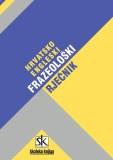 HRVATSKO
ENGLESKI
FRAZEOLOŠKI
RJEČNIK
ŠK
školska knjiga